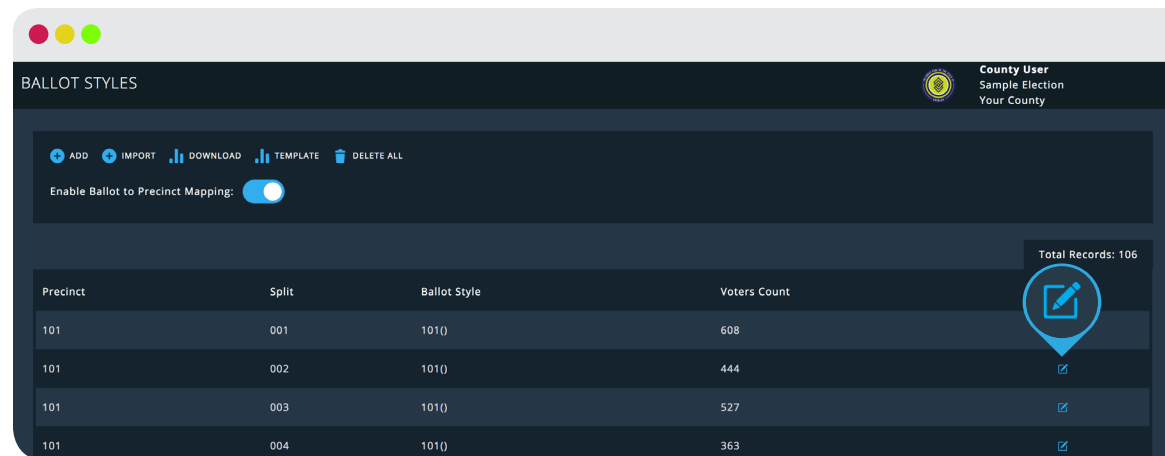 BALLOT STYLES
County User
Sample Election
Your County
ADD IMPORT DOWNLOAD TEMPLATE DELETE ALL
Enable Ballot to Precinct Mapping:
Total Records: 106
Precinct Split Ballot Style Voters Count
101 001 101() 608
101 002 101() 444
101 003 101() 527
101 004 101() 363